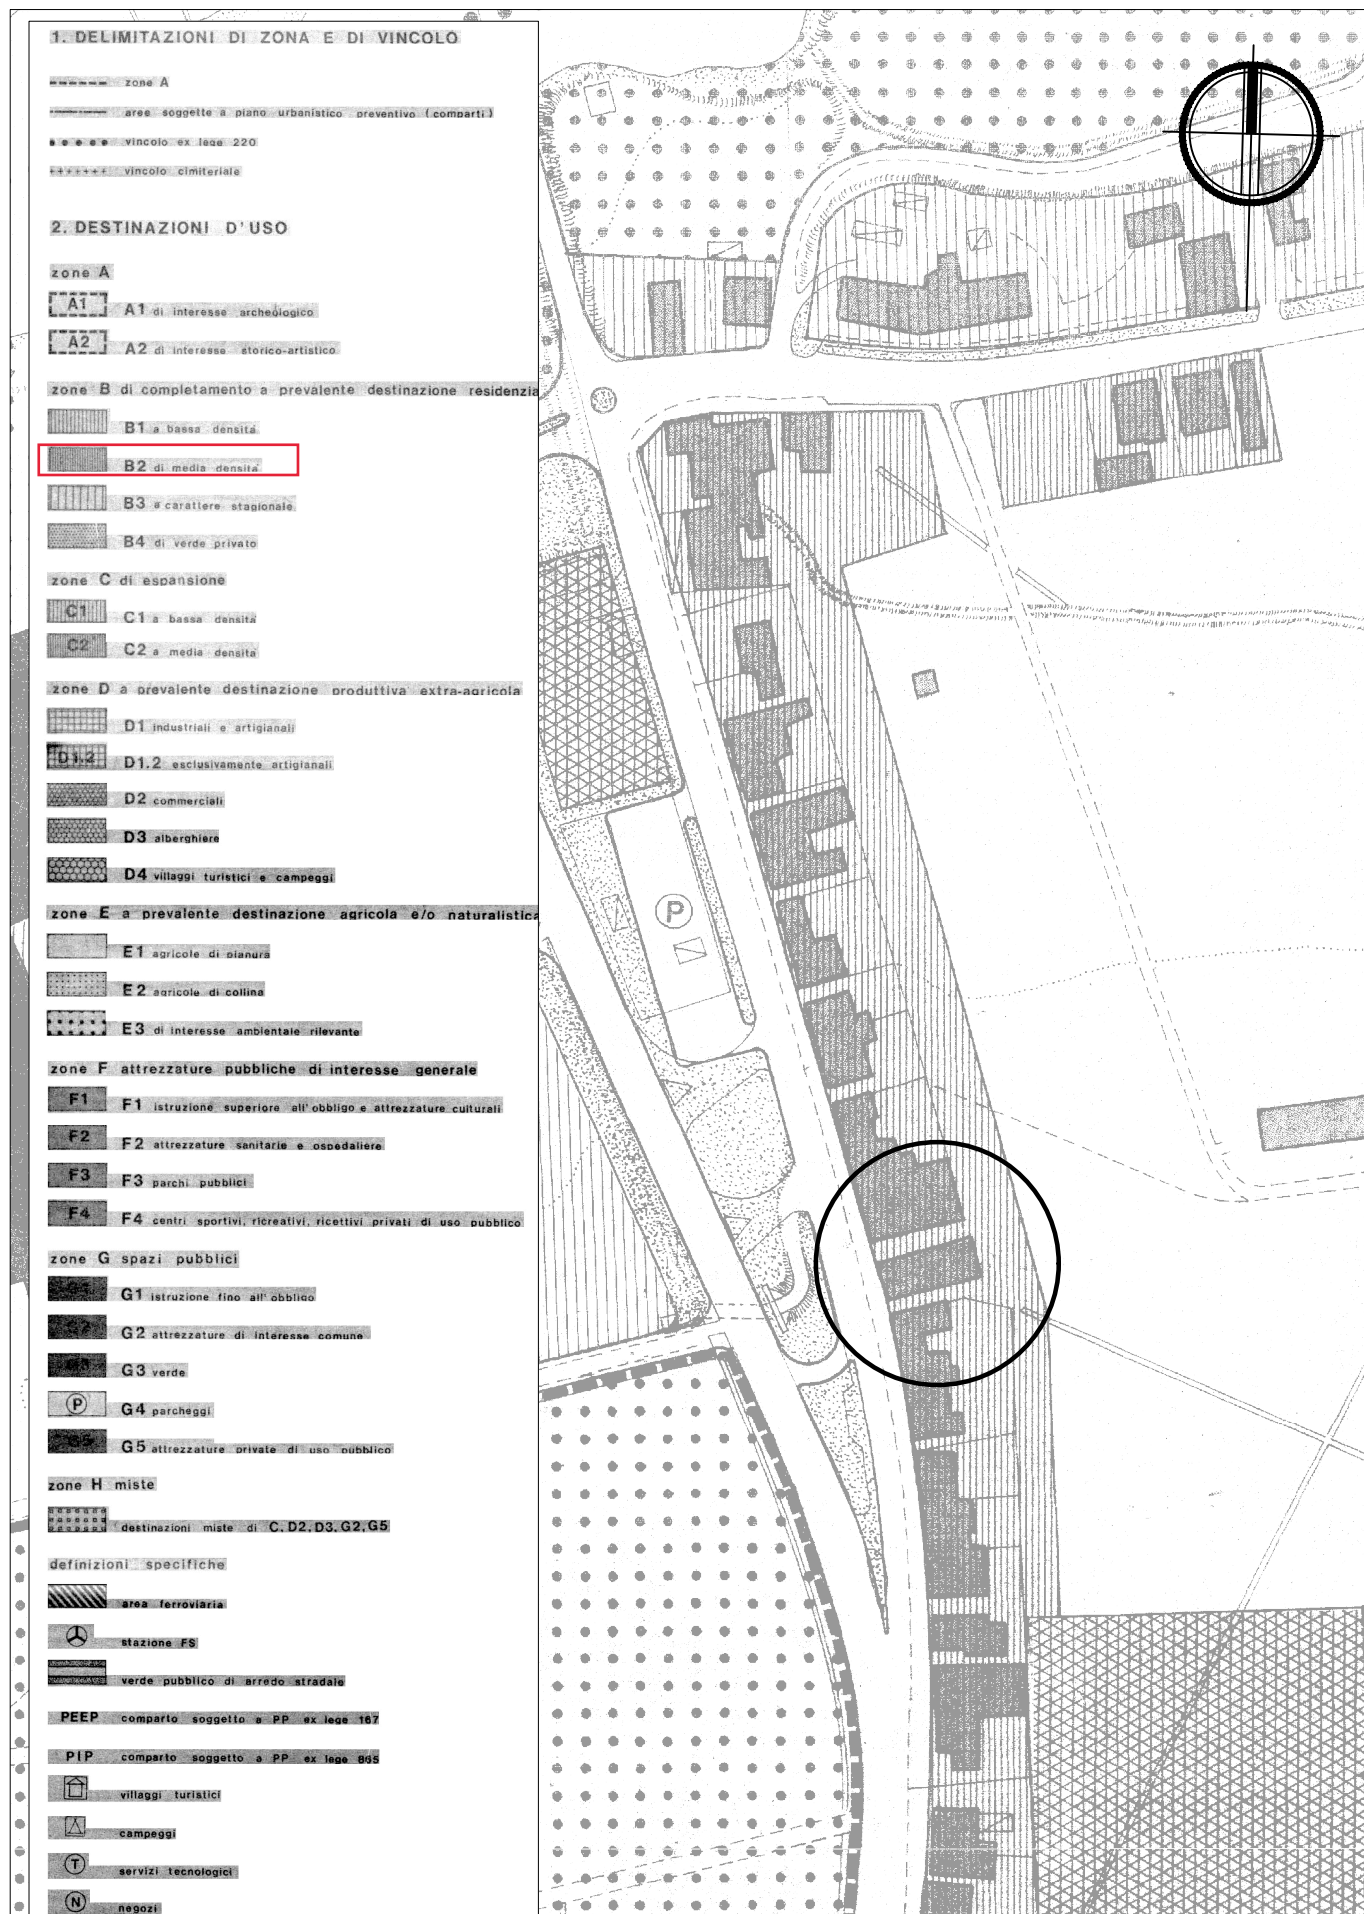 1. DELIMITAZIONI DI ZONA E DI VINCOLO
zone A
aree soggette a piano urbanistico preventivo (comparti)
vincolo ex lege 220
vincolo cimiteriale
2. DESTINAZIONI D'USO
zone A
A1 A1 di interesse archeologico
A2 A2 di interesse storico-artistico
zone B di completamento a prevalente destinazione residenzia
B1 a bassa densità
B2 di media densità
B3 a carattere stagionale
B4 di verde privato
zone C di espansione
C1 C1 a bassa densità
C2 C2 a media densità
zone D a prevalente destinazione produttiva extra-agricola
D1 industriali e artigianali
D1.2 D1.2 esclusivamente artigianali
D2 commerciali
D3 alberghiere
D4 villaggi turistici e campeggi
zone E a prevalente destinazione agricola e/o naturalistica
E1 agricole di pianura
E2 agricole di collina
E3 di interesse ambientale rilevante
zone F attrezzature pubbliche di interesse generale
F1 F1 istruzione superiore all'obbligo e attrezzature culturali
F2 F2 attrezzature sanitarie e ospedaliere
F3 F3 parchi pubblici
F4 F4 centri sportivi, ricreativi, ricettivi privati di uso pubblico
zone G spazi pubblici
G1 istruzione fino all'obbligo
G2 attrezzature di interesse comune
G3 verde
P G4 parcheggi
G5 attrezzature private di uso pubblico
zone H miste
destinazioni miste di C, D2, D3, G2, G5
definizioni specifiche
area ferroviaria
stazione FS
verde pubblico di arredo stradale
PEEP comparto soggetto a PP ex lege 167
PIP comparto soggetto a PP ex lege 865
villaggi turistici
campeggi
T servizi tecnologici
N negozi
P